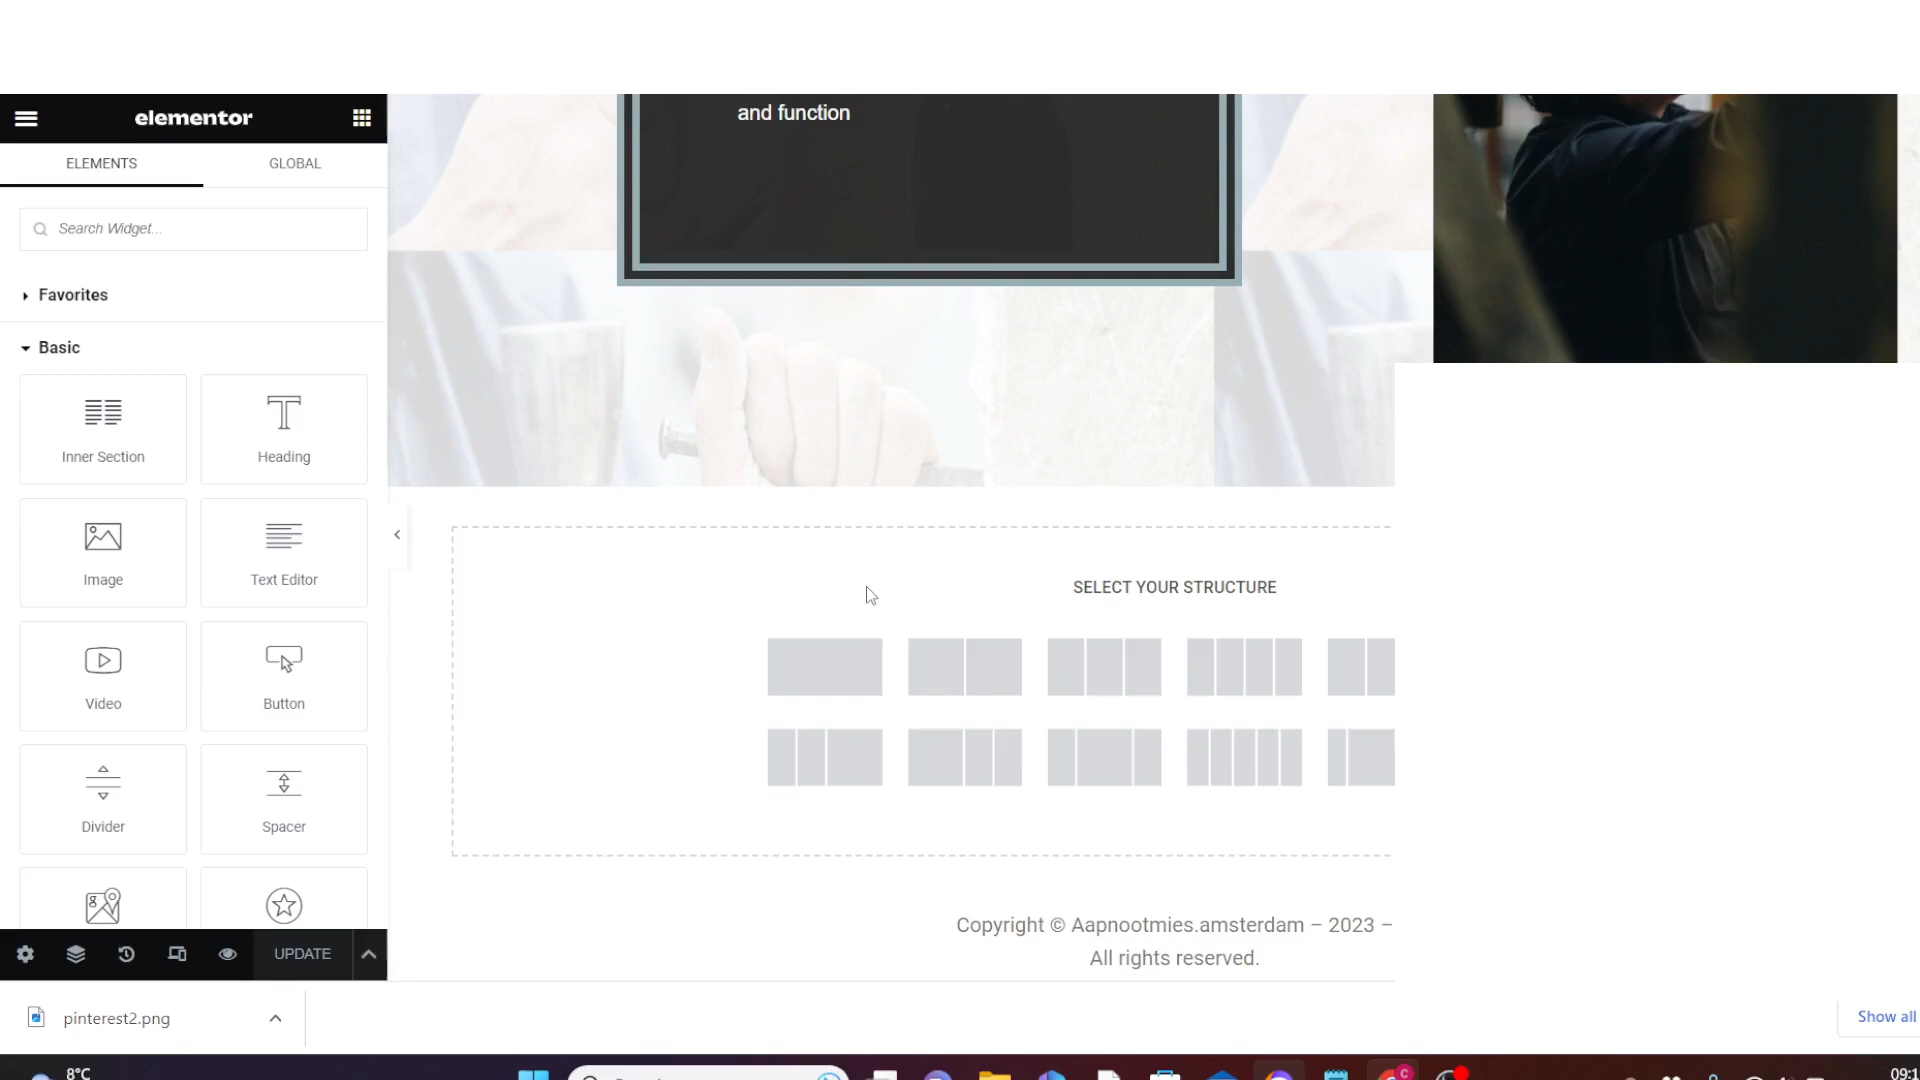 elementor
ELEMENTS
GLOBAL
Search Widget...
Favorites
Basic
Inner Section
Heading
Image
Text Editor
Video
Button
Divider
Spacer
UPDATE
and function
SELECT YOUR STRUCTURE
Copyright © Aapnootmies.amsterdam – 2023 –
All rights reserved.
pinterest2.png
Show all
8°C